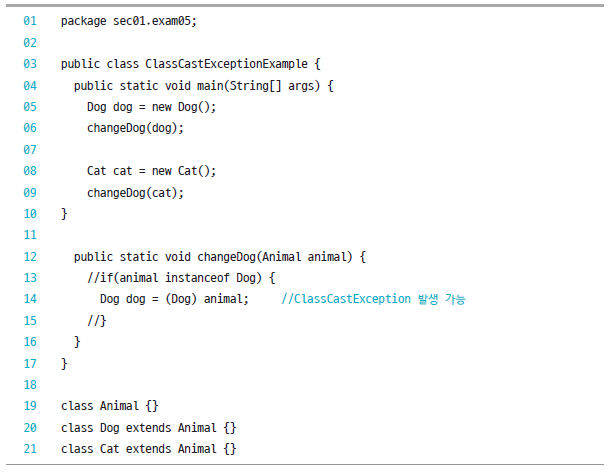 01 package sec01.exam05;
02
03 public class ClassCastExceptionExample {
04   public static void main(String[] args) {
05     Dog dog = new Dog();
06     changeDog(dog);
07
08     Cat cat = new Cat();
09     changeDog(cat);
10 }
11
12   public static void changeDog(Animal animal) {
13     //if(animal instanceof Dog) {
14       Dog dog = (Dog) animal;     //ClassCastException 발생 가능
15     //}
16   }
17 }
18
19 class Animal {}
20 class Dog extends Animal {}
21 class Cat extends Animal {}